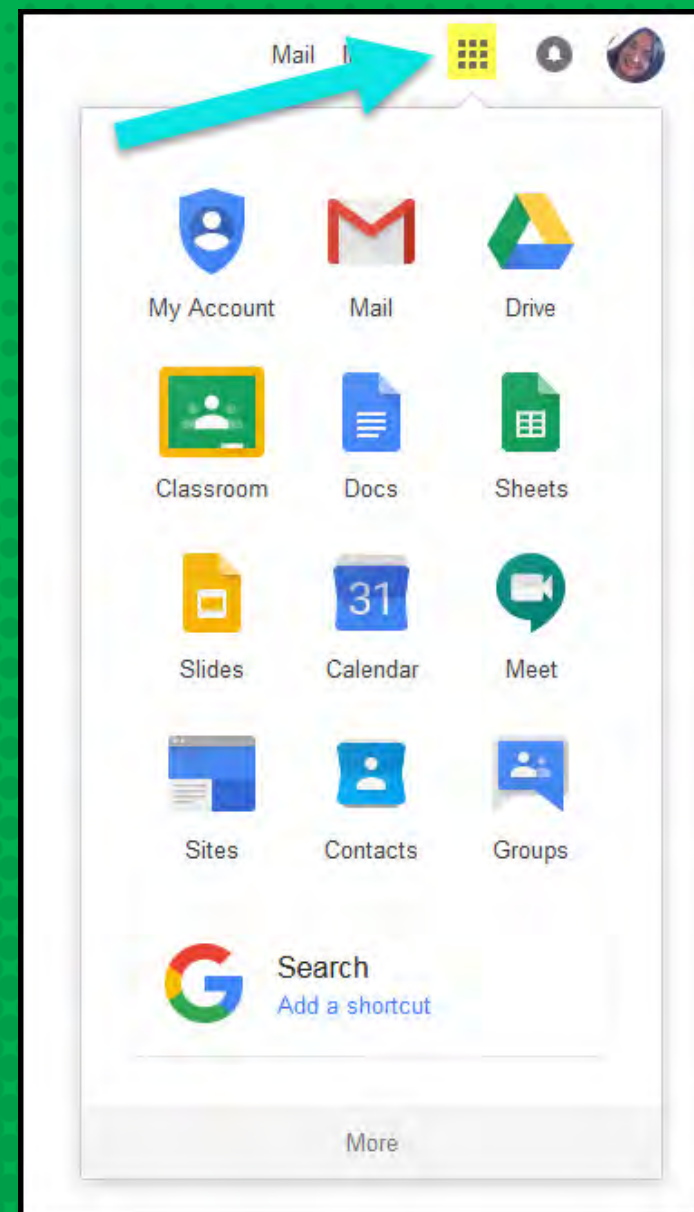 Mail
My Account Mail Drive
Classroom Docs Sheets
31
Slides Calendar Meet
Sites Contacts Groups
Search
Add a shortcut
More